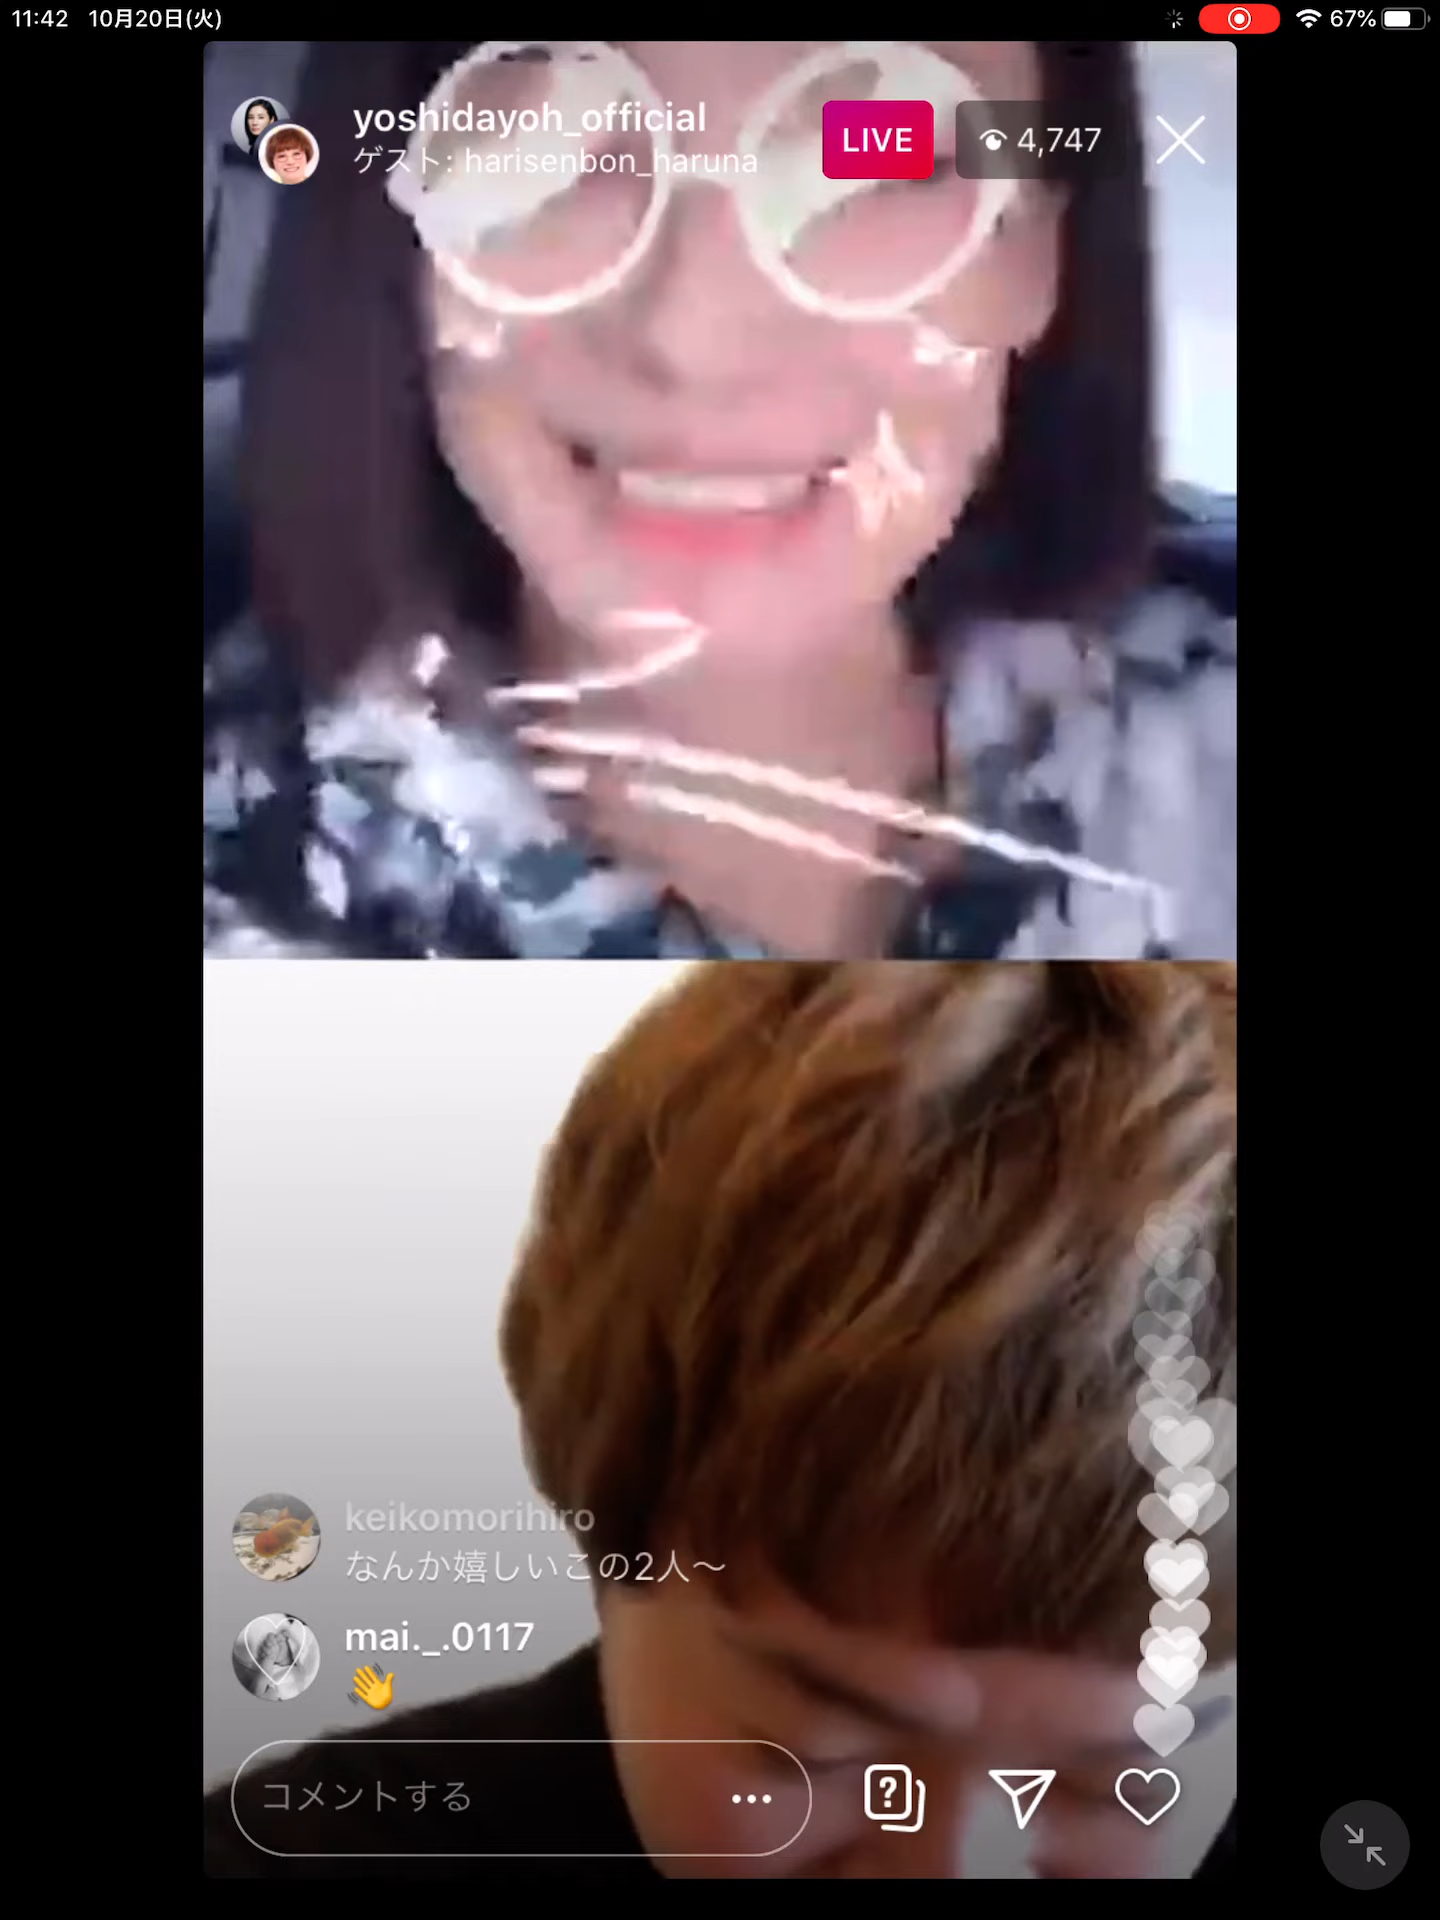 11:42 10月20日(火)
67%
yoshidayoh_official
ゲスト: harisenbon_haruna
LIVE
4,747
keikomorihiro
なんか嬉しいこの2人〜
mai._.0117
👋
コメントする